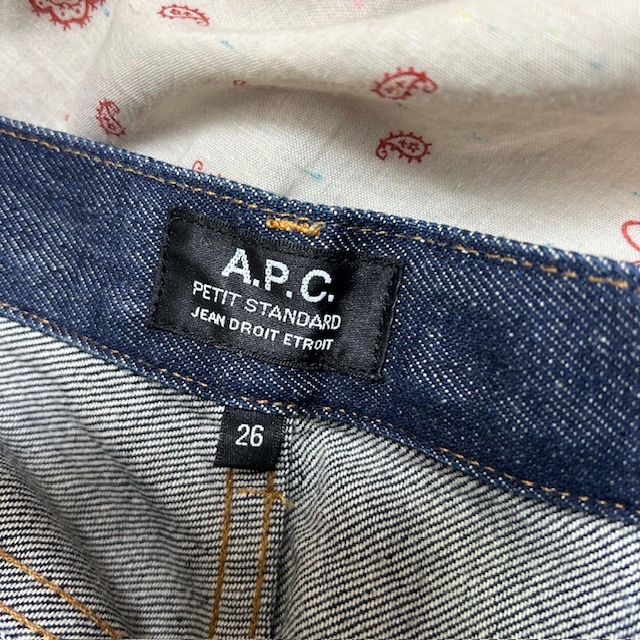 A.P.C.
PETIT STANDARD
JEAN DROIT ETROIT
26